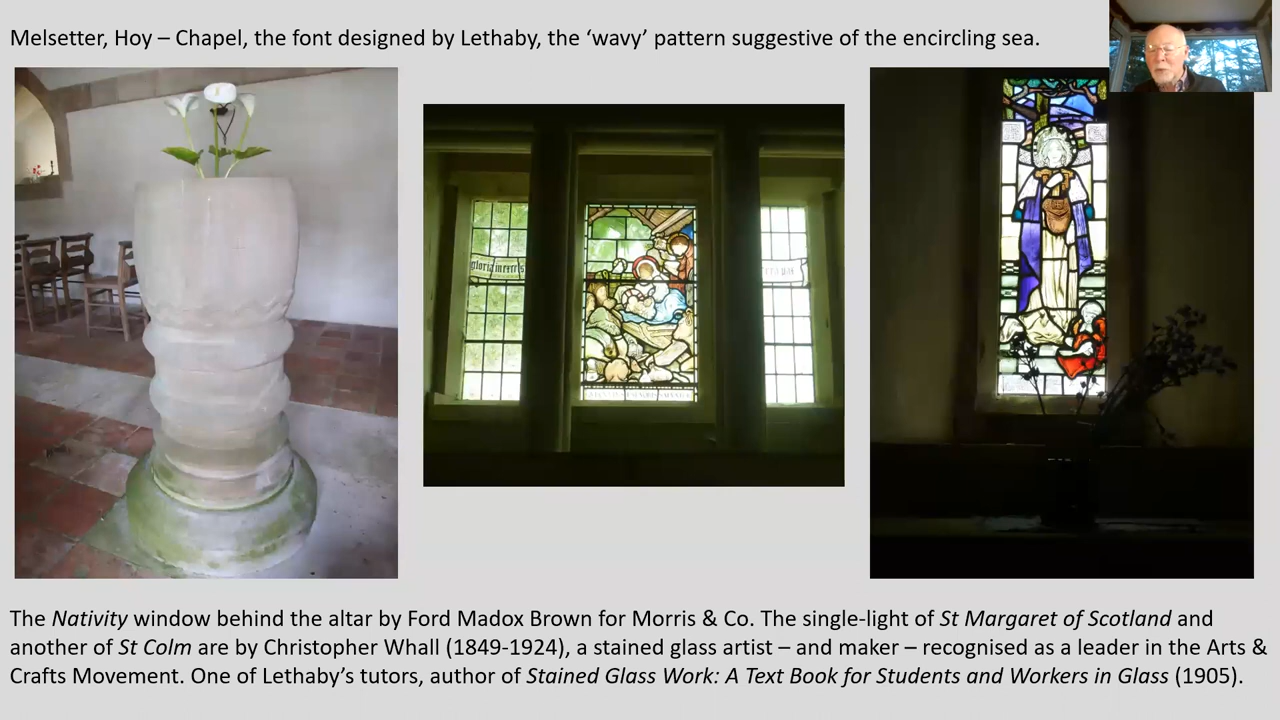 Melsetter, Hoy – Chapel, the font designed by Lethaby, the ‘wavy’ pattern suggestive of the encircling sea.
gloria in
The Nativity window behind the altar by Ford Madox Brown for Morris & Co. The single-light of St Margaret of Scotland and
another of St Colm are by Christopher Whall (1849-1924), a stained glass artist – and maker – recognised as a leader in the Arts &
Crafts Movement. One of Lethaby’s tutors, author of Stained Glass Work: A Text Book for Students and Workers in Glass (1905).